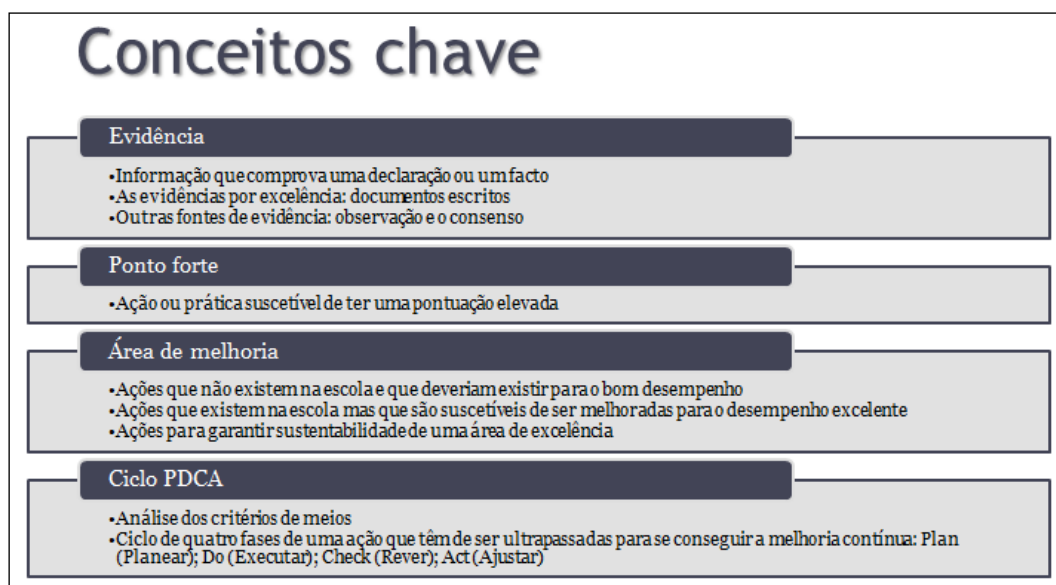 Conceitos chave
Evidência
•Informação que comprova uma declaração ou um facto
•As evidências por excelência: documentos escritos
•Outras fontes de evidência: observação e o consenso
Ponto forte
•Ação ou prática suscetível de ter uma pontuação elevada
Área de melhoria
•Ações que não existem na escola e que deveriam existir para o bom desempenho
•Ações que existem na escola mas que são suscetíveis de ser melhoradas para o desempenho excelente
•Ações para garantir sustentabilidade de uma área de excelência
Ciclo PDCA
•Análise dos critérios de meios
•Ciclo de quatro fases de uma ação que têm de ser ultrapassadas para se conseguir a melhoria contínua: Plan
(Planear); Do (Executar); Check (Rever); Act (Ajustar)